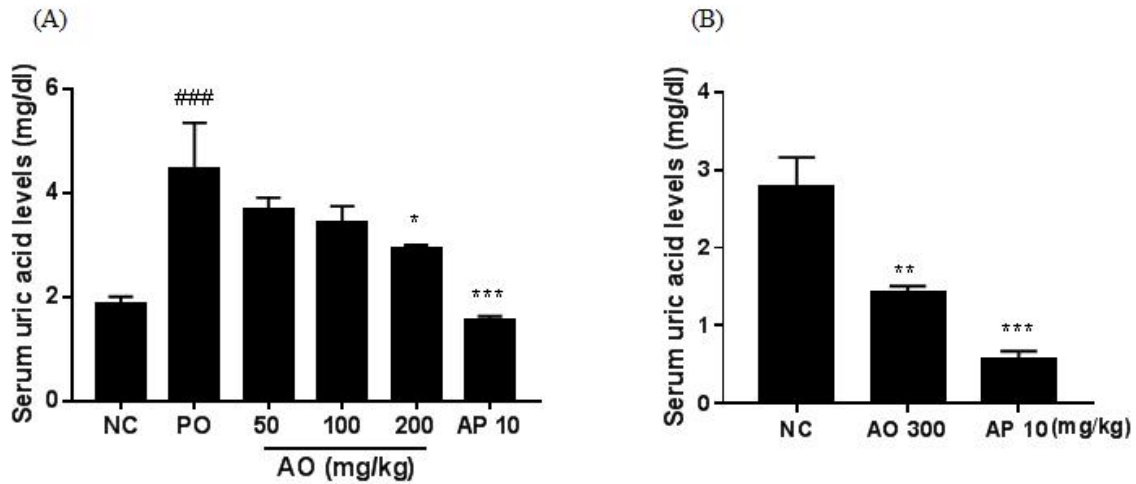 (A)
Serum uric acid levels (mg/dl)
6
4
2
0
###
*
***
NC PO 50 100 200 AP 10
AO (mg/kg)
(B)
Serum uric acid levels (mg/dl)
4
3
2
1
0
**
***
NC AO 300 AP 10 (mg/kg)